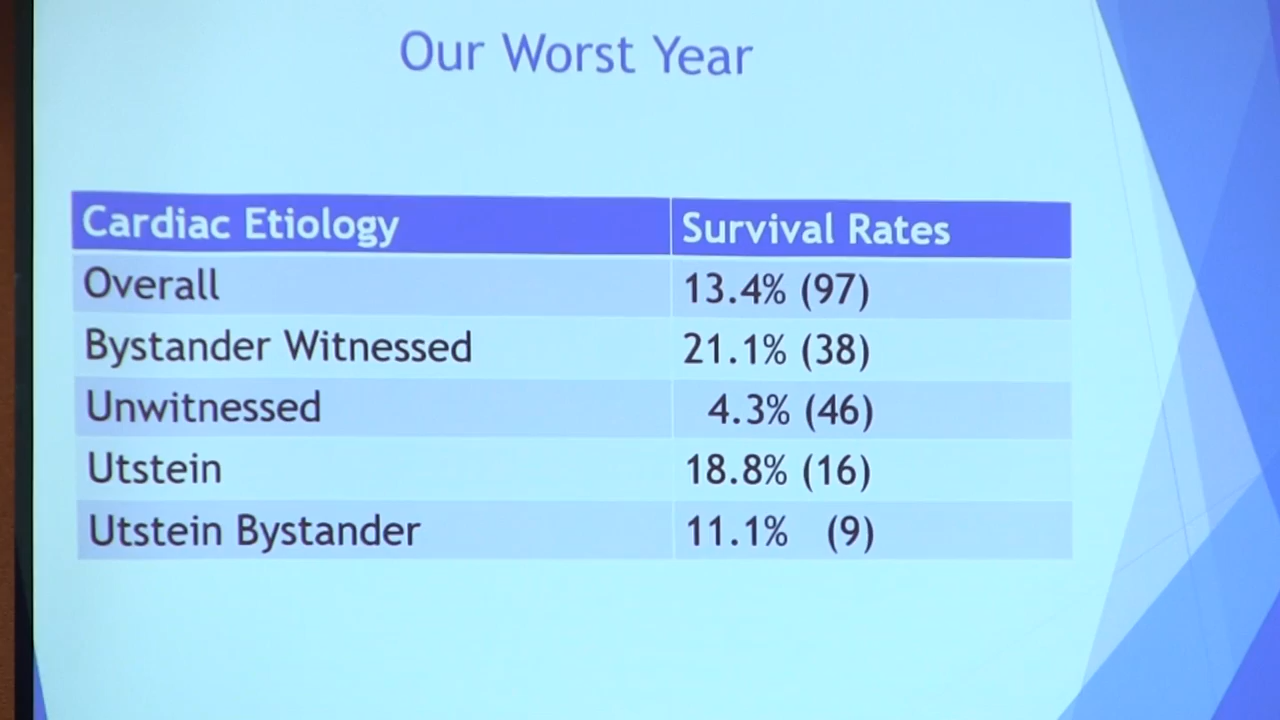 Our Worst Year
Cardiac Etiology Survival Rates
Overall 13.4% (97)
Bystander Witnessed 21.1% (38)
Unwitnessed 4.3% (46)
Utstein 18.8% (16)
Utstein Bystander 11.1% (9)